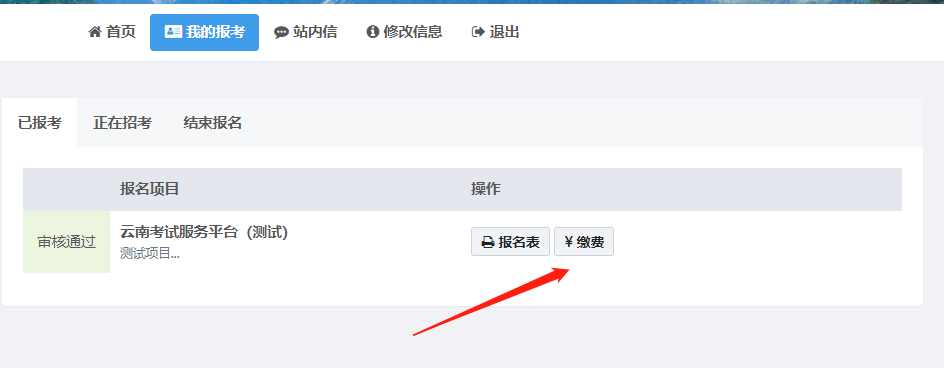 首页 我的报考 站内信 修改信息 退出
已报考 正在招考 结束报名
报名项目 操作
审核通过 云南考试服务平台（测试） 报名表 ¥ 缴费
测试项目...